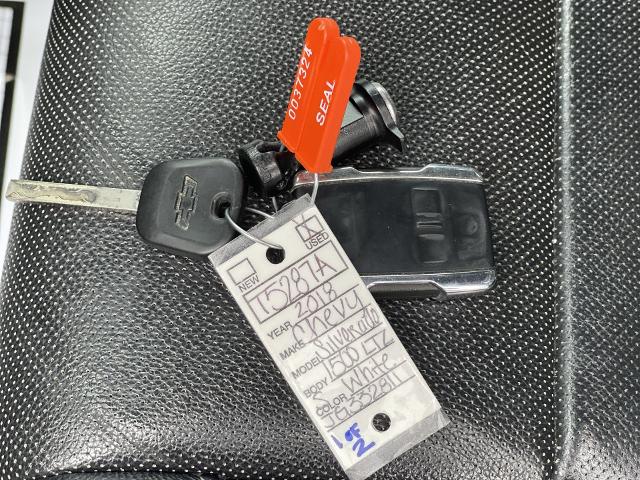 0037324
SEAL
NEW
X USED
T5287A
YEAR 2018
MAKE Chevy
MODEL Silverado
BODY 1500 LTZ
COLOR White
JG332811
1 of 2